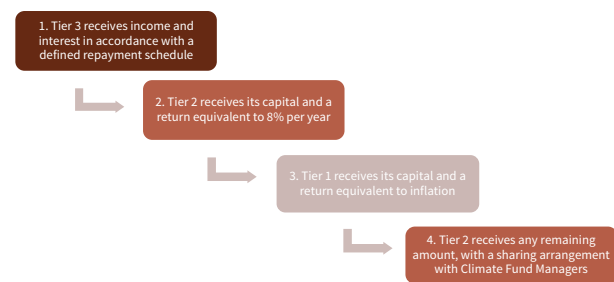 1. Tier 3 receives income and
interest in accordance with a
defined repayment schedule
2. Tier 2 receives its capital and a
return equivalent to 8% per year
3. Tier 1 receives its capital and a
return equivalent to inflation
4. Tier 2 receives any remaining
amount, with a sharing arrangement
with Climate Fund Managers